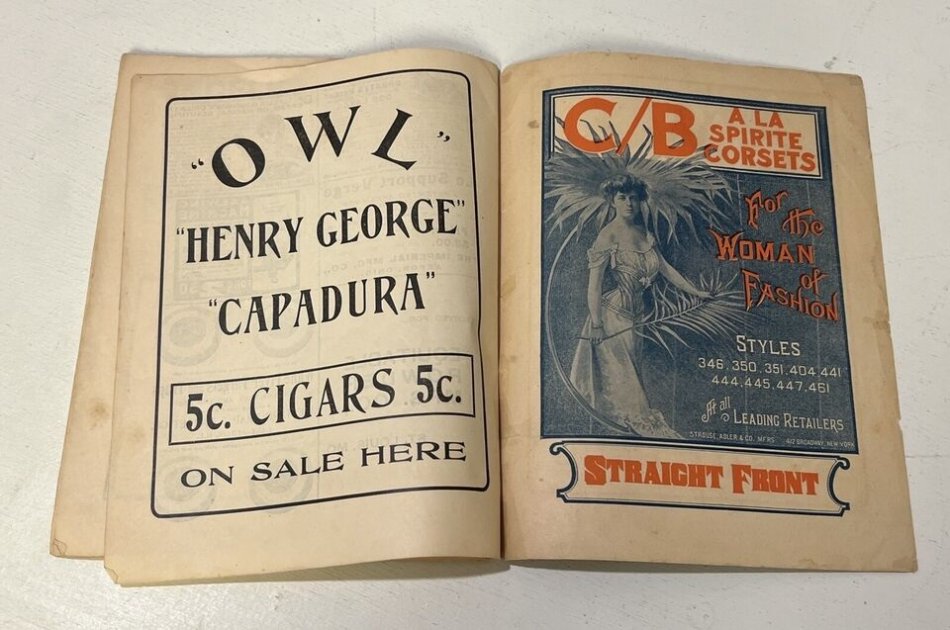 "OWL"
"HENRY GEORGE"
"CAPADURA"
5c. CIGARS 5c.
ON SALE HERE
C/B A LA
SPIRITE
CORSETS
For
the
WOMAN
of
FASHION
STYLES
346, 350, 351, 404, 441
444, 445, 447, 461
At all LEADING RETAILERS
STROUSE, ADLER & CO. MFRS 412 BROADWAY, NEW YORK
STRAIGHT FRONT